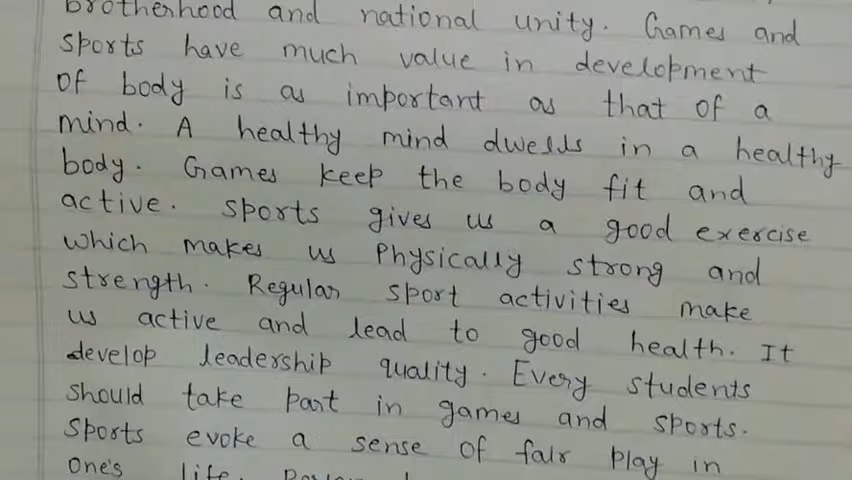 brotherhood and national unity. Games and
sports have much value in development
of body is as important as that of a
mind. A healthy mind dwells in a healthy
body. Games keep the body fit and
active. Sports gives us a good exercise
which makes us Physically strong and
strength. Regular sport activities make
us active and lead to good health. It
develop leadership quality. Every students
should take part in games and sports.
Sports evoke a sense of fair play in
one's life.